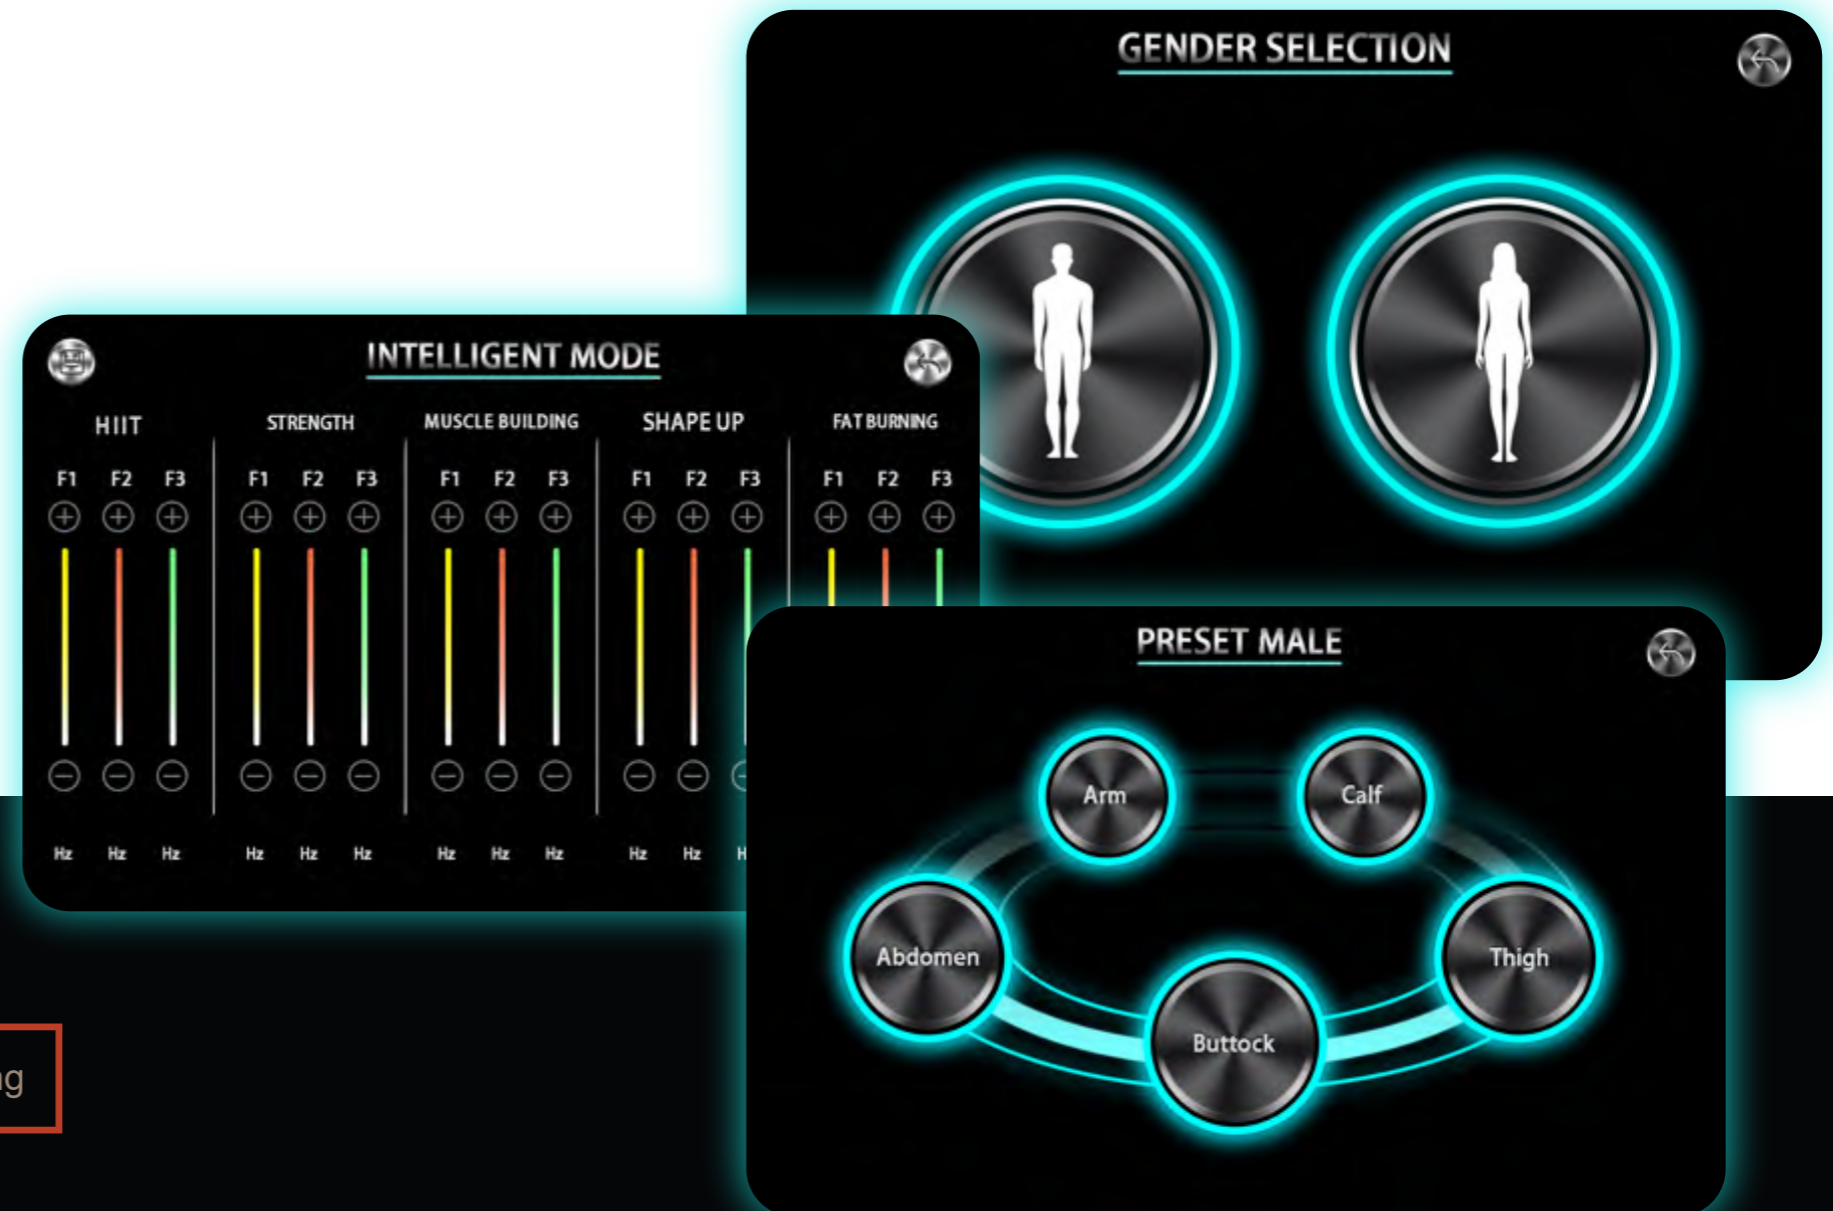 GENDER SELECTION
INTELLIGENT MODE
HIIT STRENGTH MUSCLE BUILDING SHAPE UP FAT BURNING
F1 F2 F3 F1 F2 F3 F1 F2 F3 F1 F2 F3 F1 F2 F3
Hz Hz Hz Hz Hz Hz Hz Hz Hz Hz Hz
PRESET MALE
Arm Calf
Abdomen Thigh
Buttock